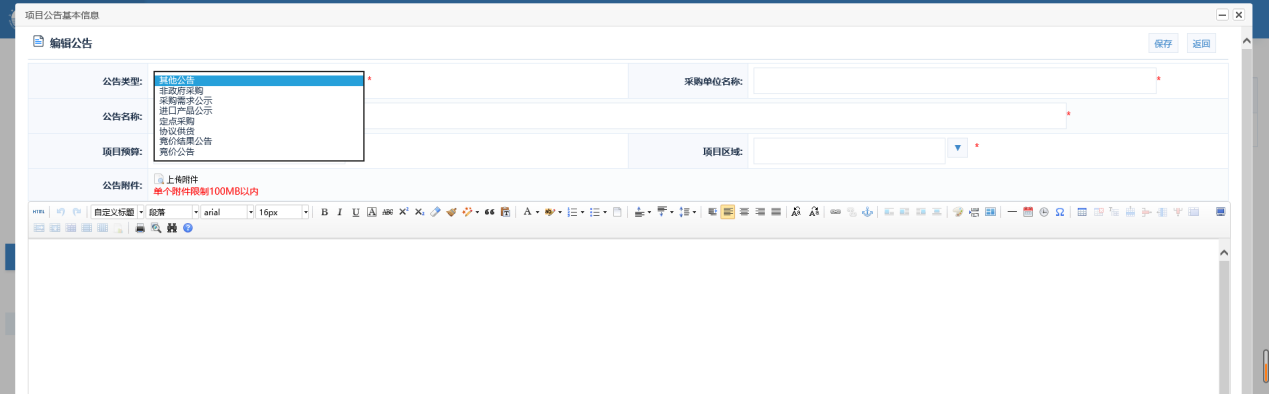 项目公告基本信息
编辑公告
保存
返回
公告类型:
其他公告
非政府采购
采购需求公示
进口产品公示
定点采购
协议供货
竞价结果公告
竞价公告
*
采购单位名称:
*
公告名称:
*
项目预算:
项目区域:
*
公告附件:
上传附件
单个附件限制100MB以内
HTML 自定义标题 段落 arial 16px B I U A ABC X² X₂ A